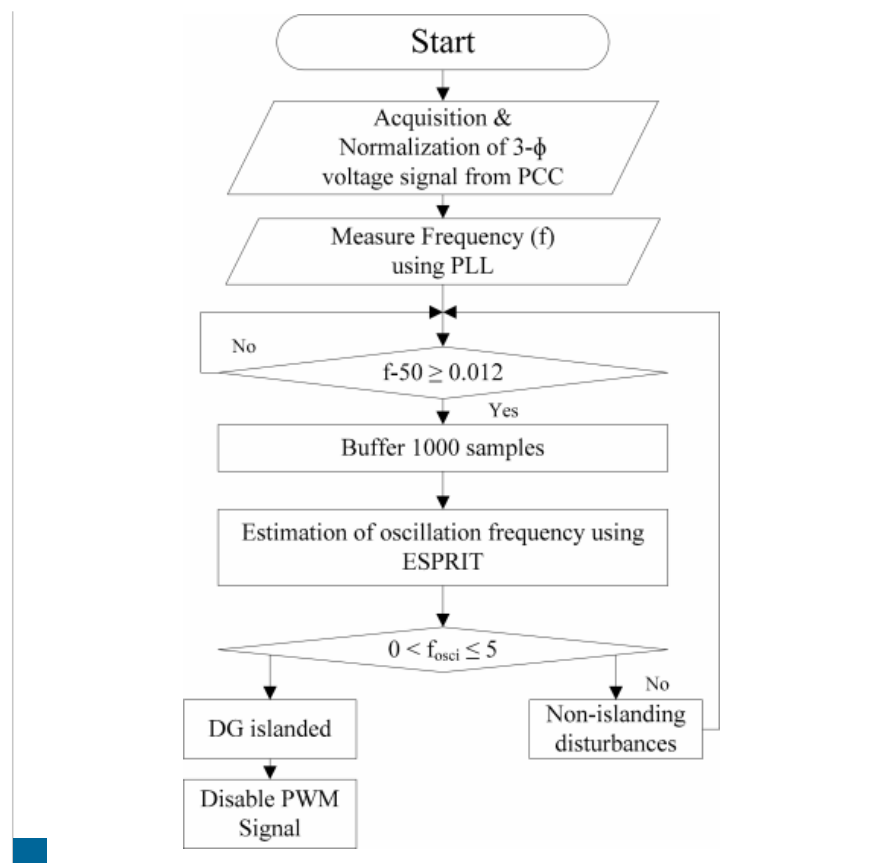 Start
Acquisition &
Normalization of 3-ϕ
voltage signal from PCC
Measure Frequency (f)
using PLL
No
f-50 ≥ 0.012
Yes
Buffer 1000 samples
Estimation of oscillation frequency using
ESPRIT
0 < fosci ≤ 5
No
DG islanded
Non-islanding
disturbances
Disable PWM
Signal